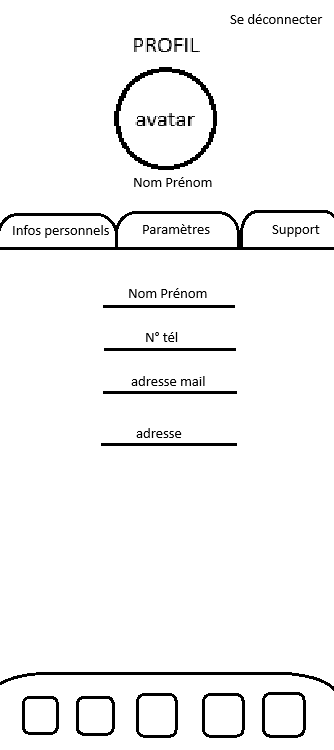 Se déconnecter
PROFIL
avatar
Nom Prénom
Infos personnels Paramètres Support
Nom Prénom
N° tél
adresse mail
adresse